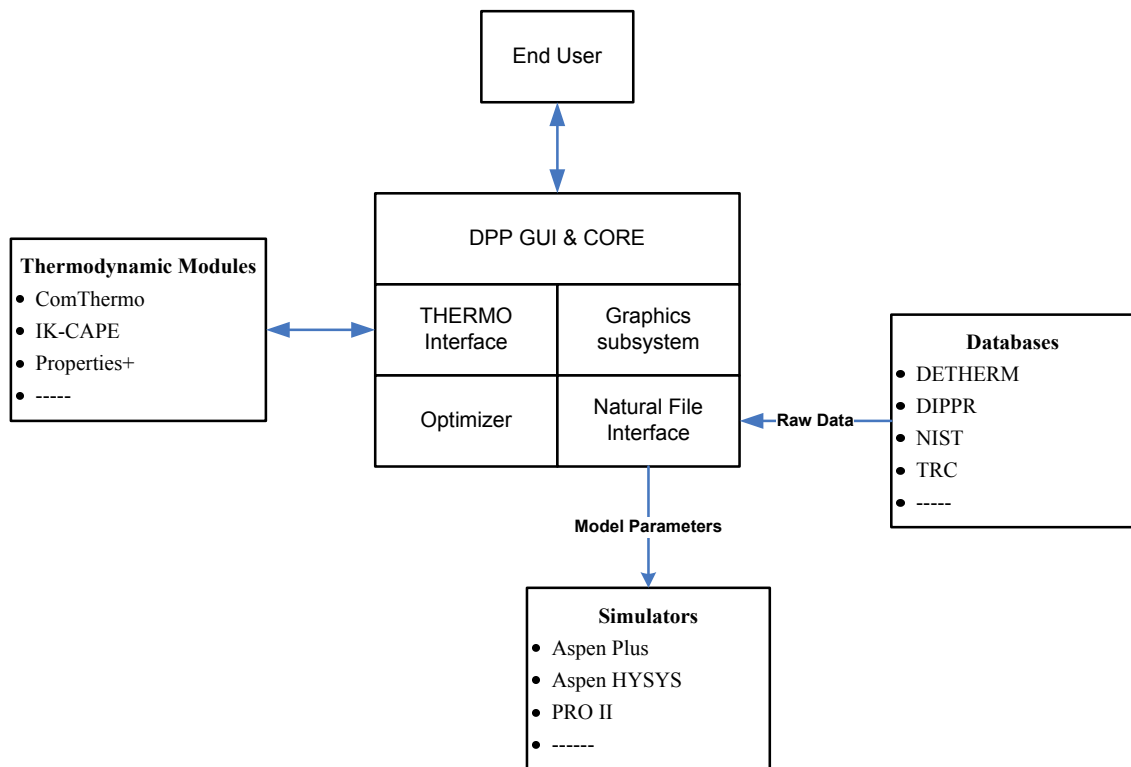 End User
DPP GUI & CORE
Thermodynamic Modules
• ComThermo
• IK-CAPE
• Properties+
• -----
THERMO
Interface
Graphics
subsystem
Optimizer
Natural File
Interface
Raw Data
Databases
• DETHERM
• DIPPR
• NIST
• TRC
• -----
Model Parameters
Simulators
• Aspen Plus
• Aspen HYSYS
• PRO II
• ------